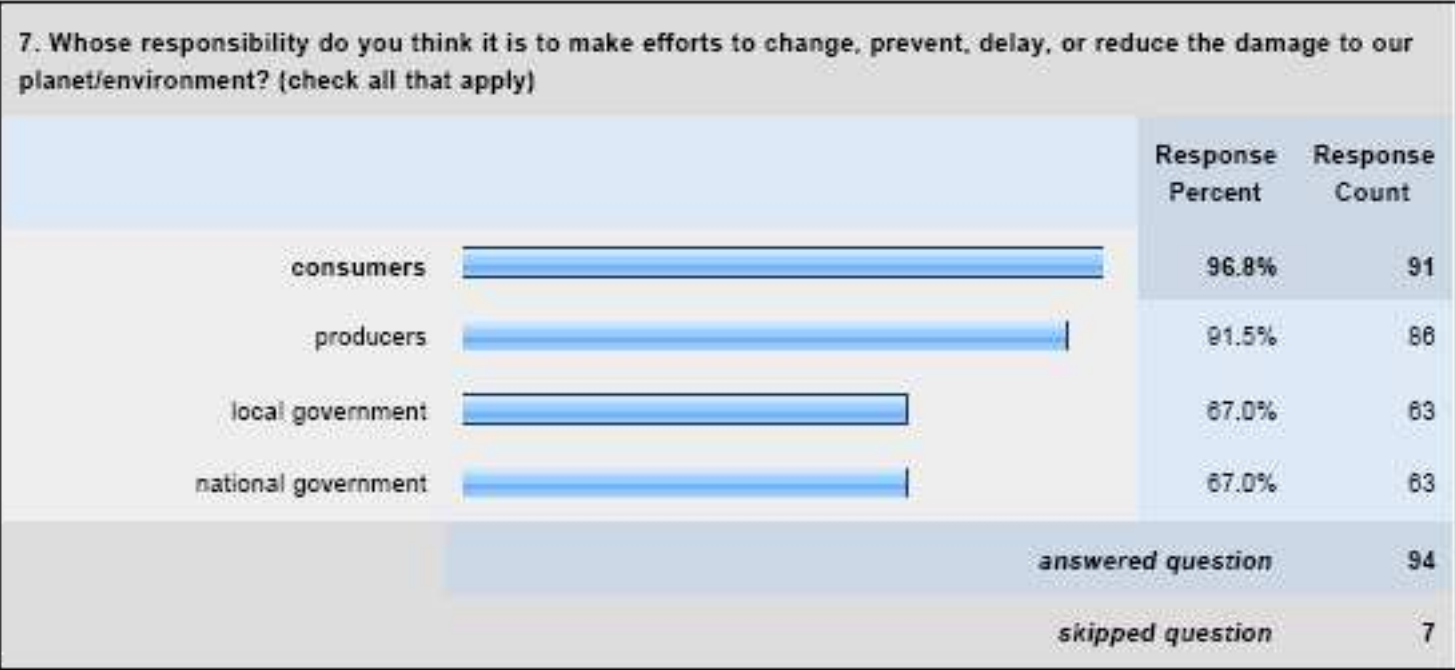 7. Whose responsibility do you think it is to make efforts to change, prevent, delay, or reduce the damage to our
planet/environment? (check all that apply)
Response Percent Response Count
consumers 96.8% 91
producers 91.5% 86
local government 67.0% 63
national government 67.0% 63
answered question 94
skipped question 7